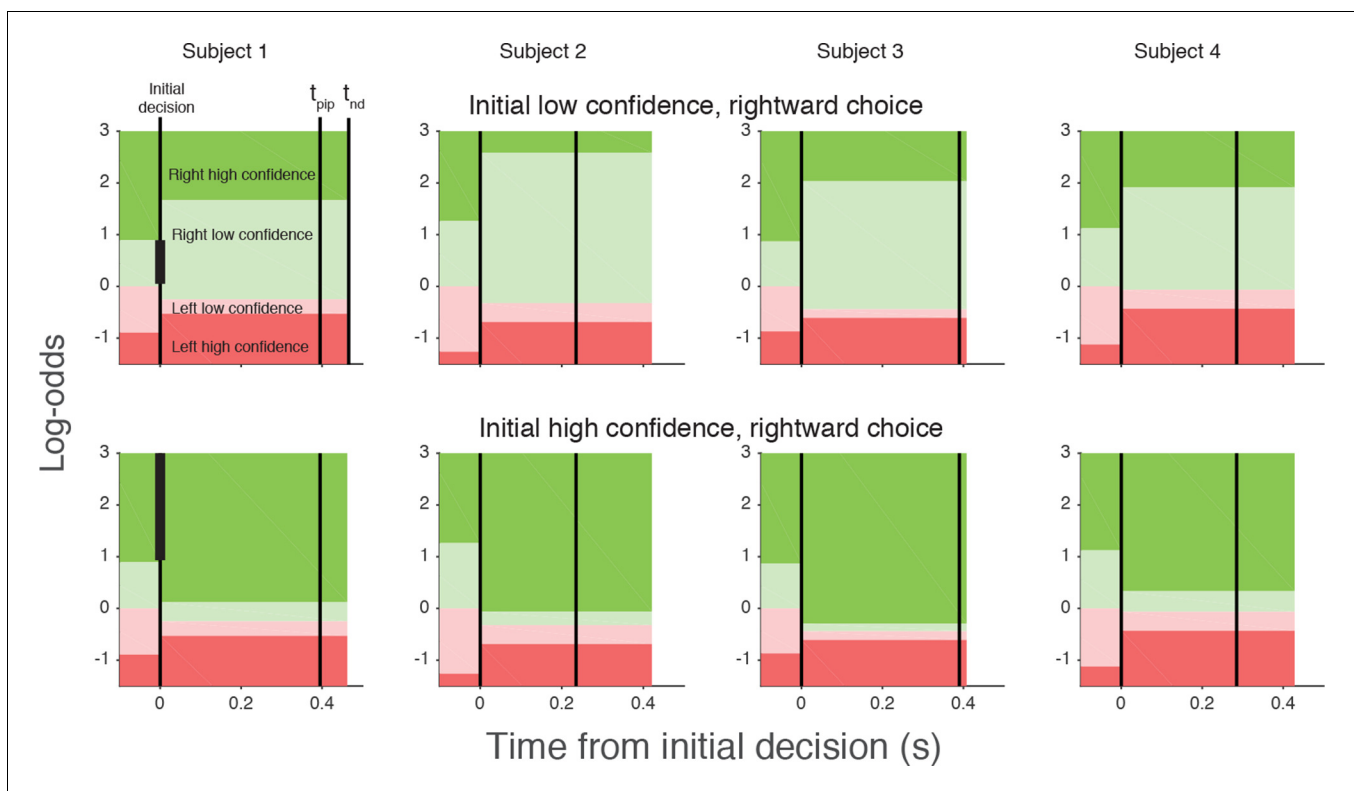 Subject 1 Subject 2 Subject 3 Subject 4
Initial
decision
t_pip t_nd
Initial low confidence, rightward choice
3 3 3 3
Right high confidence
2 2 2 2
Right low confidence
1 1 1 1
0 0 0 0
Left low confidence
-1 -1 -1 -1
Left high confidence
Log-odds
Initial high confidence, rightward choice
3 3 3 3
2 2 2 2
1 1 1 1
0 0 0 0
-1 -1 -1 -1
0 0.2 0.4 0 0.2 0.4 0 0.2 0.4 0 0.2 0.4
Time from initial decision (s)